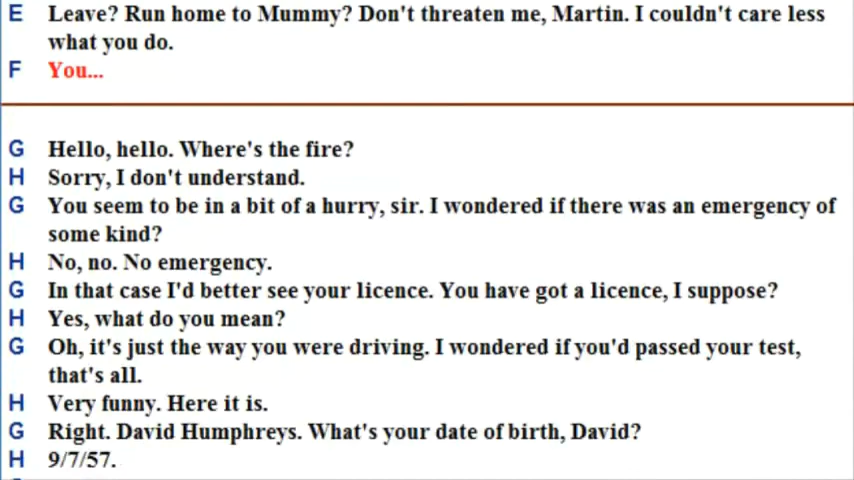 E Leave? Run home to Mummy? Don't threaten me, Martin. I couldn't care less
what you do.
F You...
G Hello, hello. Where's the fire?
H Sorry, I don't understand.
G You seem to be in a bit of a hurry, sir. I wondered if there was an emergency of
some kind?
H No, no. No emergency.
G In that case I'd better see your licence. You have got a licence, I suppose?
H Yes, what do you mean?
G Oh, it's just the way you were driving. I wondered if you'd passed your test,
that's all.
H Very funny. Here it is.
G Right. David Humphreys. What's your date of birth, David?
H 9/7/57.